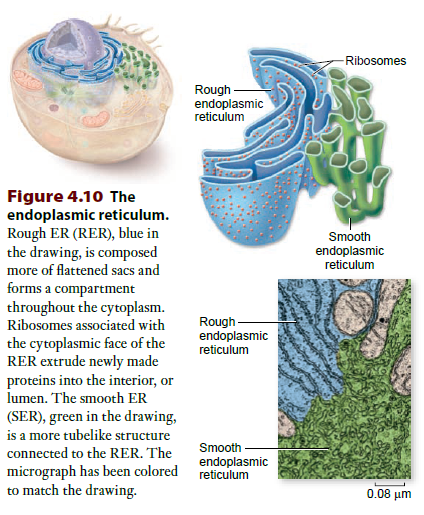 Ribosomes
Rough
endoplasmic
reticulum
Smooth
endoplasmic
reticulum
Figure 4.10 The
endoplasmic reticulum.
Rough ER (RER), blue in
the drawing, is composed
more of flattened sacs and
forms a compartment
throughout the cytoplasm.
Ribosomes associated with
the cytoplasmic face of the
RER extrude newly made
proteins into the interior, or
lumen. The smooth ER
(SER), green in the drawing,
is a more tubelike structure
connected to the RER. The
micrograph has been colored
to match the drawing.
Rough
endoplasmic
reticulum
Smooth
endoplasmic
reticulum
0.08 µm